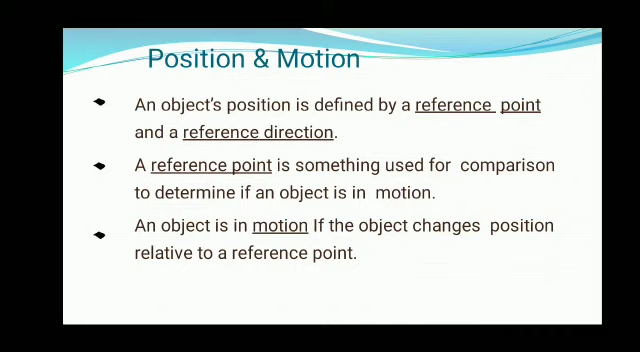 Position & Motion
An object's position is defined by a reference point
and a reference direction.
A reference point is something used for comparison
to determine if an object is in motion.
An object is in motion If the object changes position
relative to a reference point.